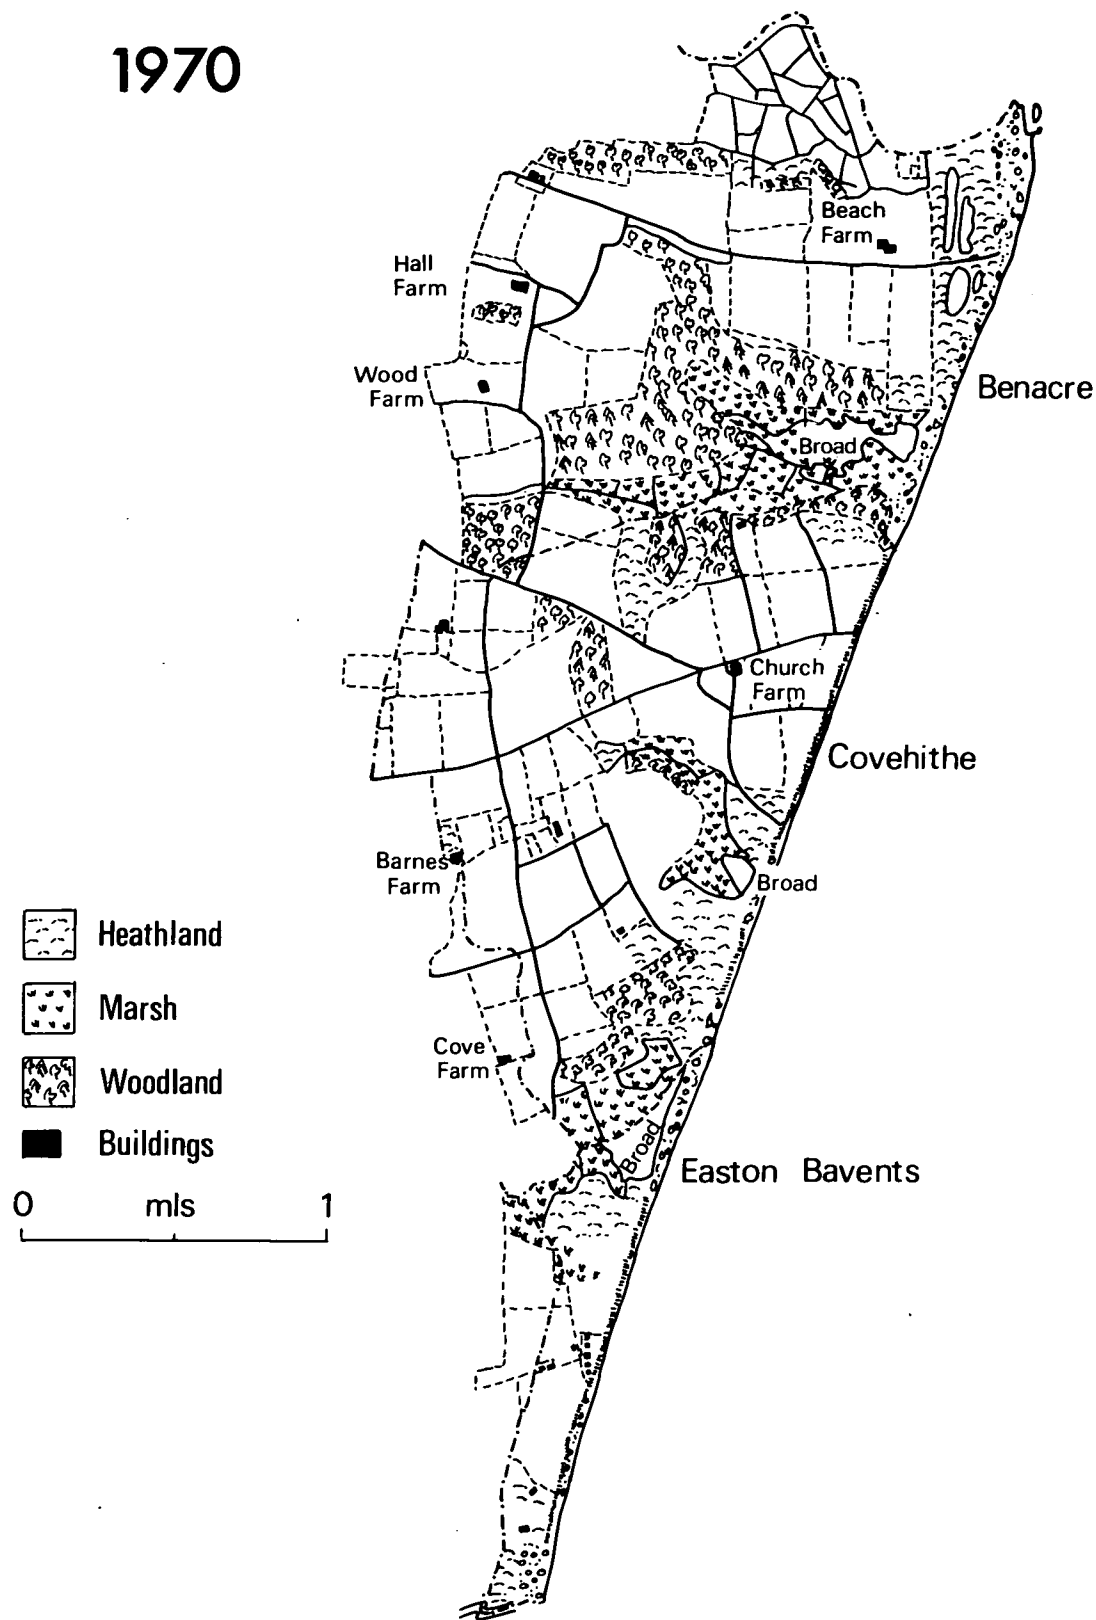 1970
Beach
Farm
Hall
Farm
Wood
Farm
Benacre
Broad
Church
Farm
Covehithe
Barnes
Farm
Broad
Heathland
Marsh
Cove
Farm
Woodland
Buildings
Broad
Easton Bavents
0 mls 1